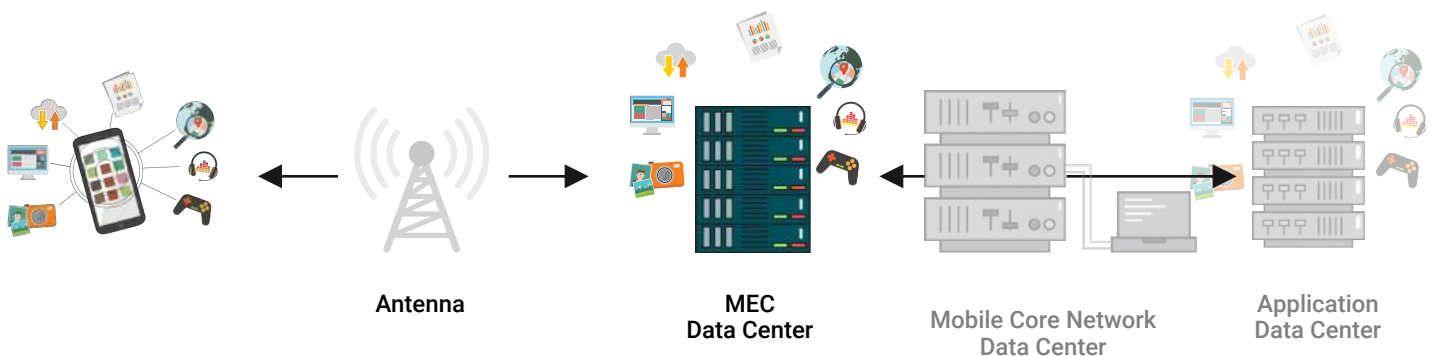 Antenna
MEC
Data Center
Mobile Core Network
Data Center
Application
Data Center